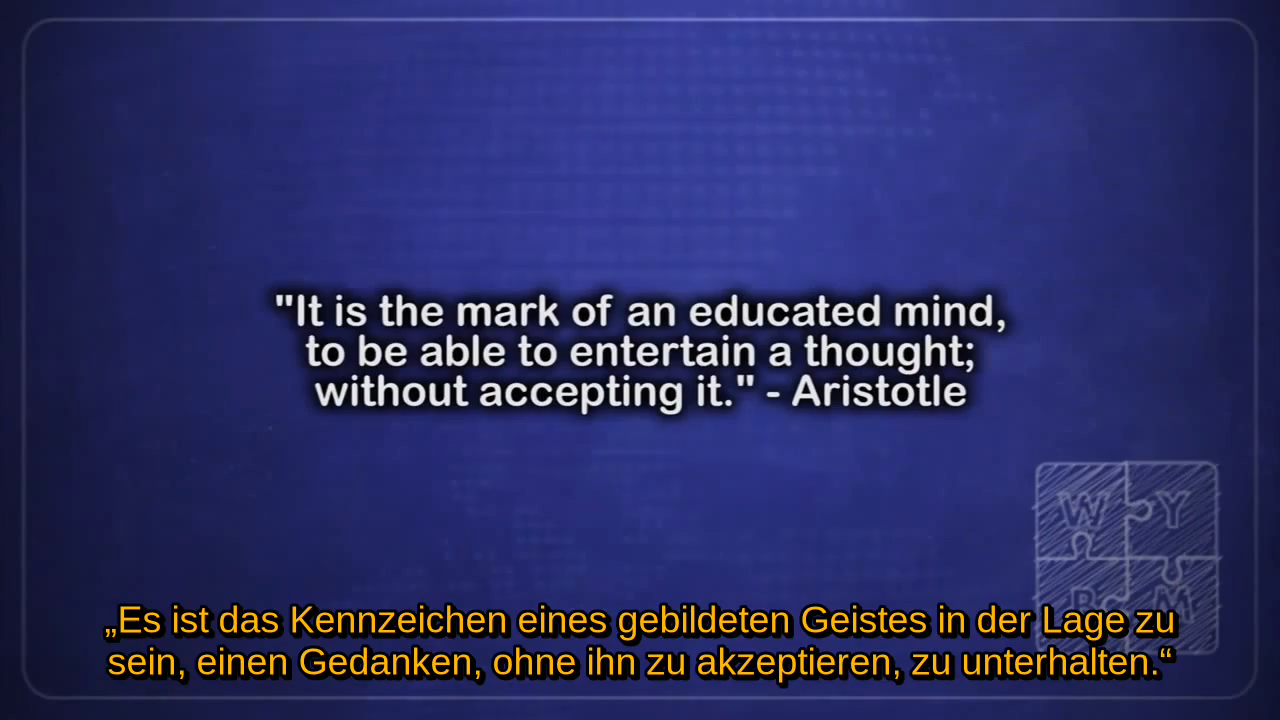 "It is the mark of an educated mind,
to be able to entertain a thought;
without accepting it." - Aristotle
W Y
R M
„Es ist das Kennzeichen eines gebildeten Geistes in der Lage zu
sein, einen Gedanken, ohne ihn zu akzeptieren, zu unterhalten.“